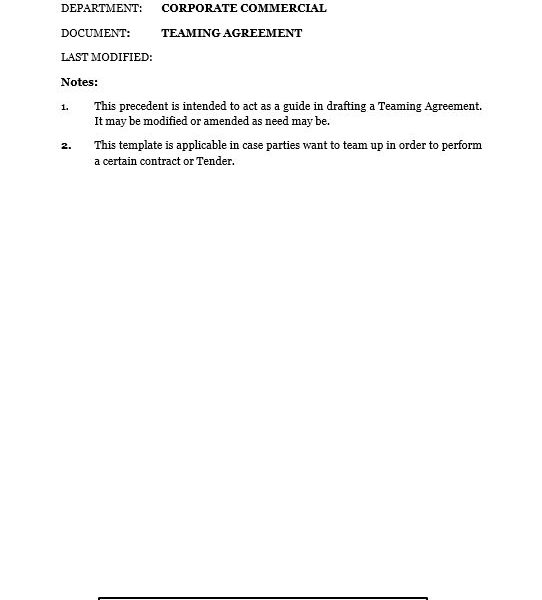 DEPARTMENT: CORPORATE COMMERCIAL
DOCUMENT: TEAMING AGREEMENT
LAST MODIFIED:
Notes:
1. This precedent is intended to act as a guide in drafting a Teaming Agreement.
It may be modified or amended as need may be.
2. This template is applicable in case parties want to team up in order to perform
a certain contract or Tender.